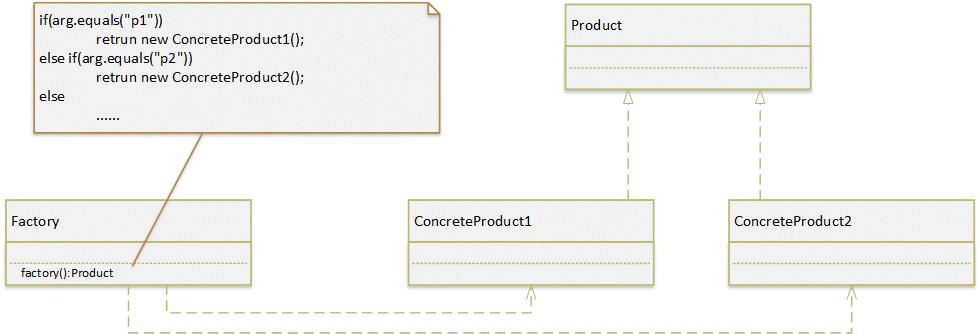 if(arg.equals("p1"))
retrun new ConcreteProduct1();
else if(arg.equals("p2"))
retrun new ConcreteProduct2();
else
......
Product
Factory
factory():Product
ConcreteProduct1
ConcreteProduct2